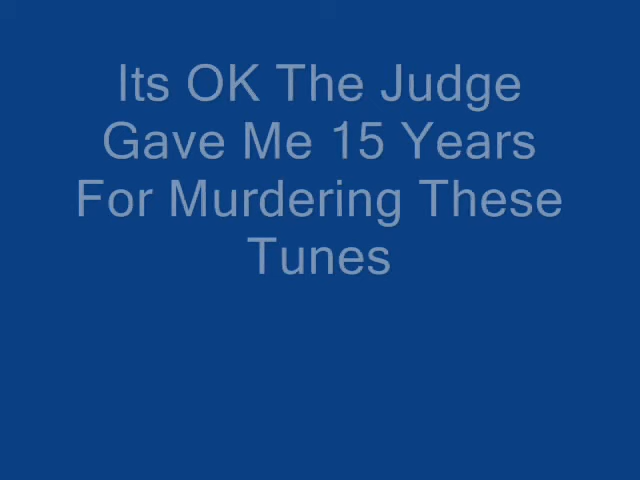 Its OK The Judge
Gave Me 15 Years
For Murdering These
Tunes